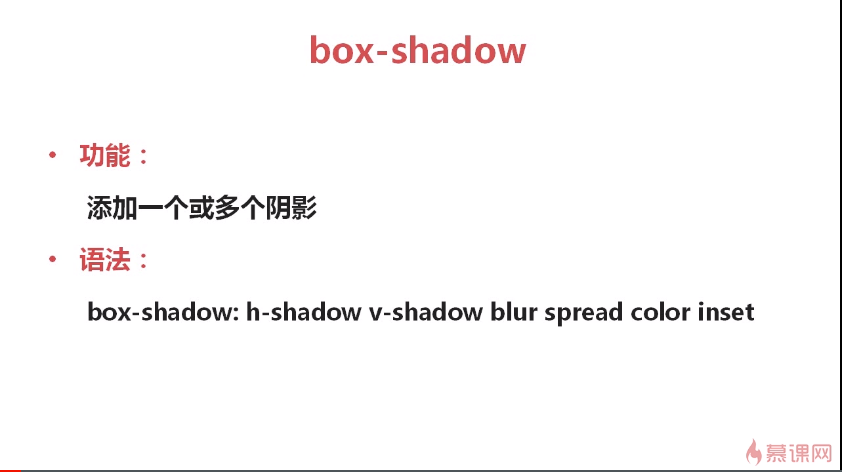 box-shadow
• 功能：
添加一个或多个阴影
• 语法：
box-shadow: h-shadow v-shadow blur spread color inset
慕课网